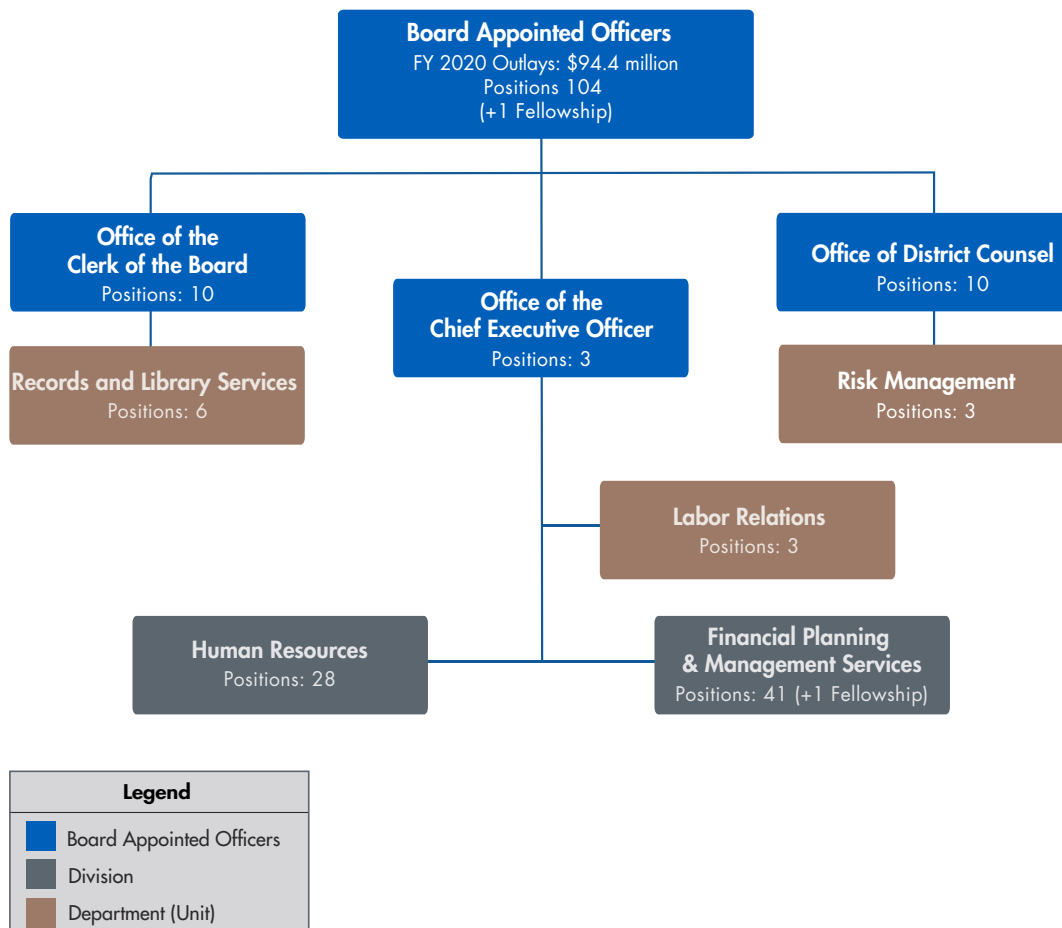 Board Appointed Officers
FY 2020 Outlays: $94.4 million
Positions 104
(+1 Fellowship)
Office of the
Clerk of the Board
Positions: 10
Office of the
Chief Executive Officer
Positions: 3
Office of District Counsel
Positions: 10
Records and Library Services
Positions: 6
Risk Management
Positions: 3
Labor Relations
Positions: 3
Human Resources
Positions: 28
Financial Planning
& Management Services
Positions: 41 (+1 Fellowship)
Legend
Board Appointed Officers
Division
Department (Unit)